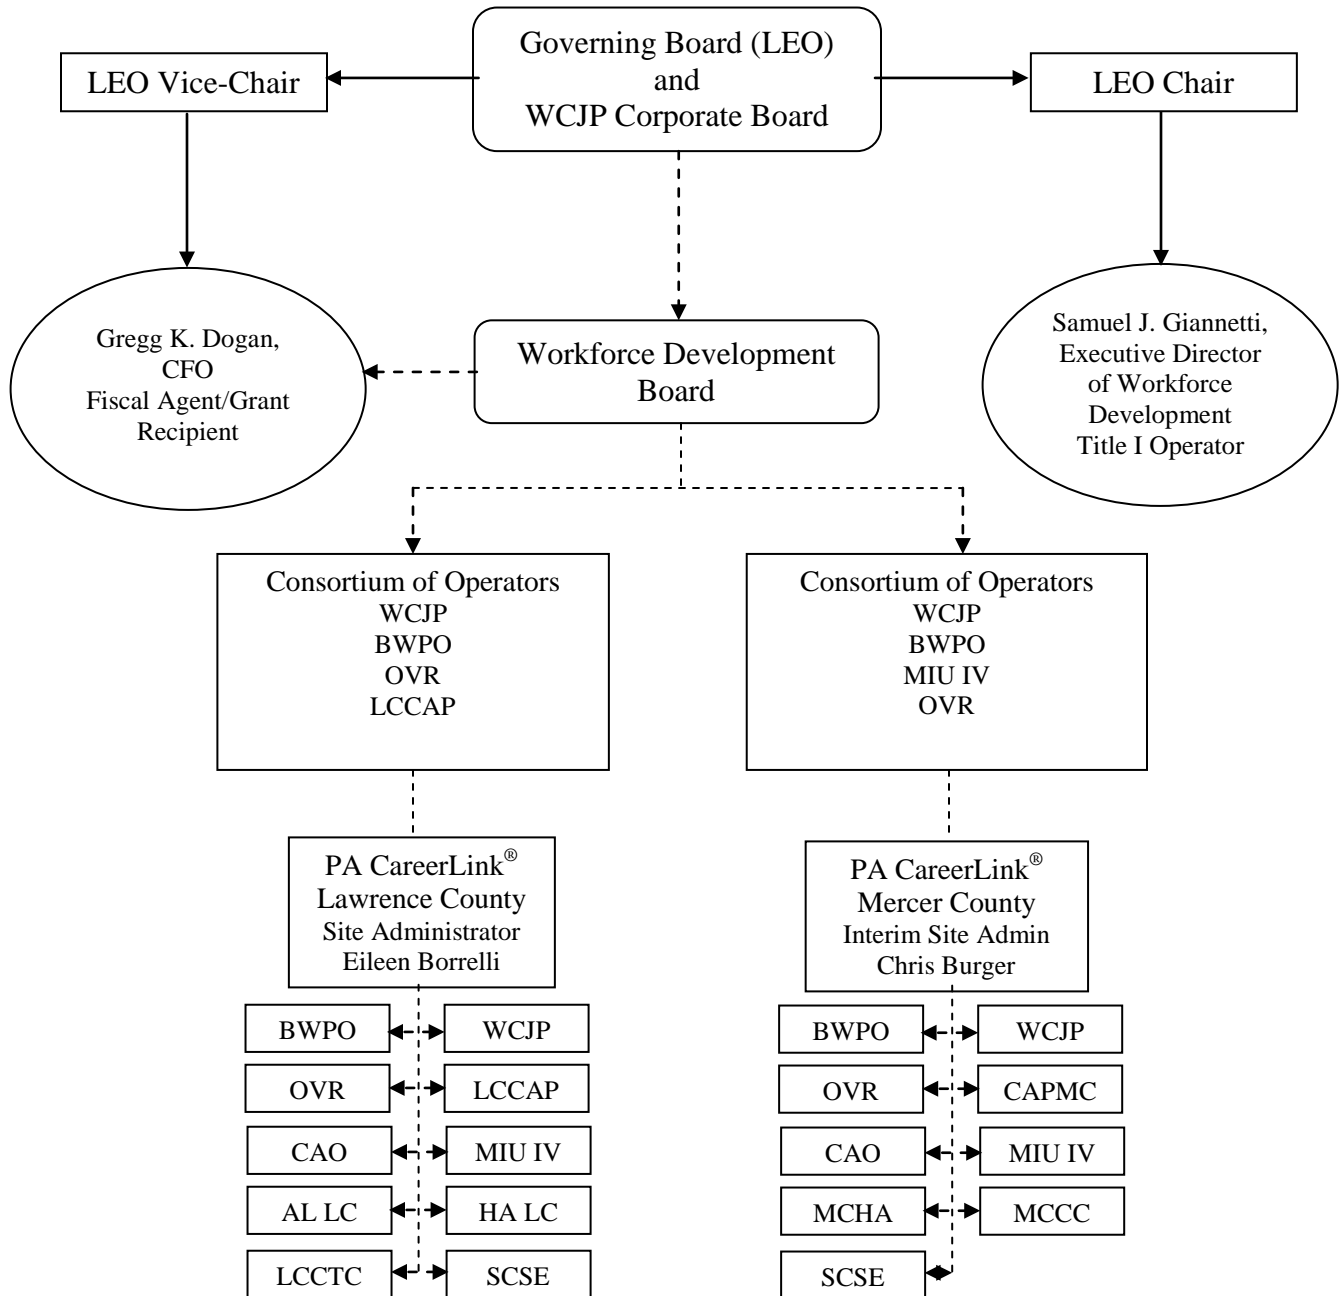 Governing Board (LEO)
and
WCJP Corporate Board
LEO Vice-Chair
LEO Chair
Gregg K. Dogan,
CFO
Fiscal Agent/Grant
Recipient
Workforce Development
Board
Samuel J. Giannetti,
Executive Director
of Workforce
Development
Title I Operator
Consortium of Operators
WCJP
BWPO
OVR
LCCAP
Consortium of Operators
WCJP
BWPO
MIU IV
OVR
PA CareerLink®
Lawrence County
Site Administrator
Eileen Borrelli
PA CareerLink®
Mercer County
Interim Site Admin
Chris Burger
BWPO
WCJP
OVR
LCCAP
CAO
MIU IV
AL LC
HA LC
LCCTC
SCSE
BWPO
WCJP
OVR
CAPMC
CAO
MIU IV
MCHA
MCCC
SCSE